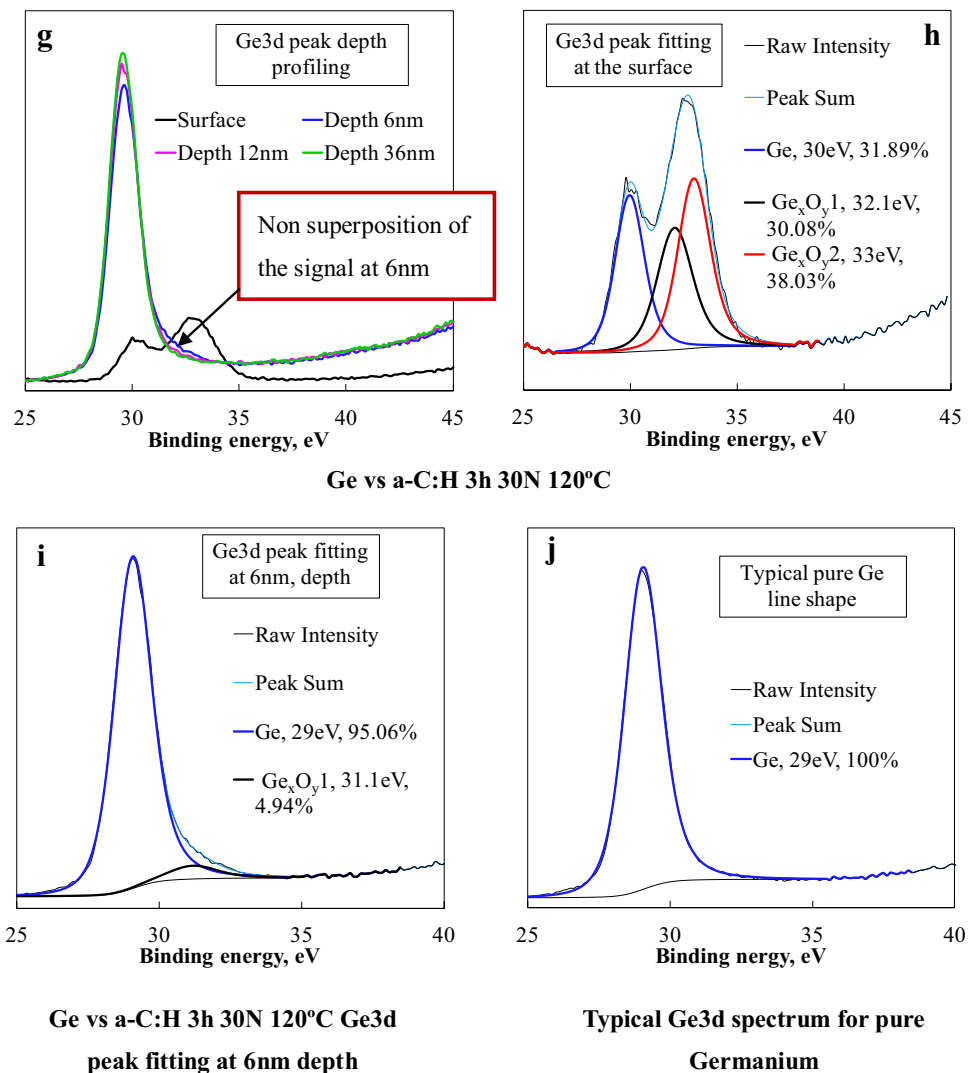 g
Ge3d peak depth
profiling
Surface
Depth 6nm
Depth 12nm
Depth 36nm
Non superposition of
the signal at 6nm
25 30 35 40 45
Binding energy, eV
h
Ge3d peak fitting
at the surface
Raw Intensity
Peak Sum
Ge, 30eV, 31.89%
GexOy1, 32.1eV,
30.08%
GexOy2, 33eV,
38.03%
25 30 35 40 45
Binding energy, eV
Ge vs a-C:H 3h 30N 120ºC
i
Ge3d peak fitting
at 6nm, depth
Raw Intensity
Peak Sum
Ge, 29eV, 95.06%
GexOy1, 31.1eV,
4.94%
25 30 35 40
Binding energy, eV
Ge vs a-C:H 3h 30N 120ºC Ge3d
peak fitting at 6nm depth
j
Typical pure Ge
line shape
Raw Intensity
Peak Sum
Ge, 29eV, 100%
25 30 35 40
Binding nergy, eV
Typical Ge3d spectrum for pure
Germanium